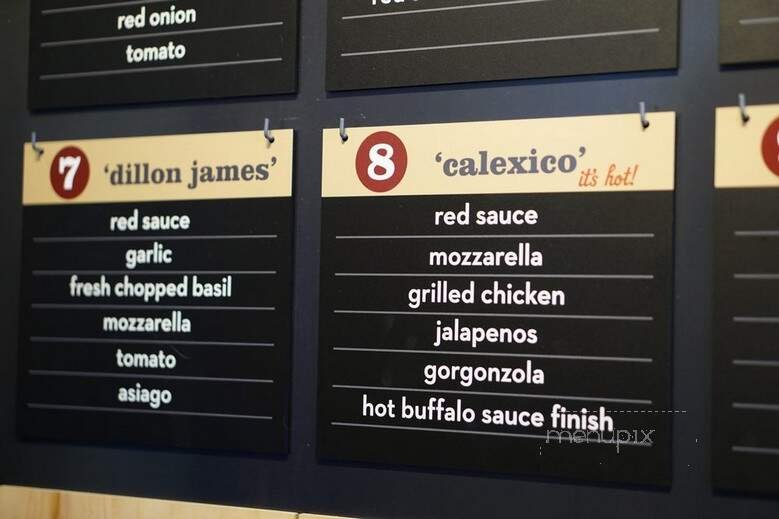 red onion
tomato
red
7 'dillon james'
red sauce
garlic
fresh chopped basil
mozzarella
tomato
asiago
8 'calexico' it's hot!
red sauce
mozzarella
grilled chicken
jalapenos
gorgonzola
hot buffalo sauce finish
menupix